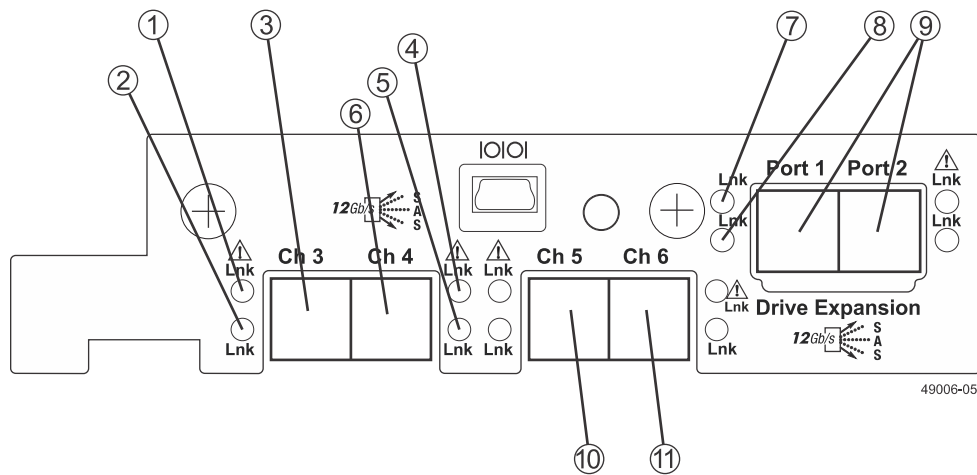 1
3
7
8
9
2
4
5
6
|O|O|
Port 1 Port 2
Lnk
Lnk
Lnk
Lnk
12Gb/s
S
A
S
Lnk
Ch 3 Ch 4
Lnk
Lnk
Ch 5 Ch 6
Lnk
Lnk
Lnk
Lnk
Lnk
Drive Expansion
12Gb/s
S
A
S
49006-05
10
11